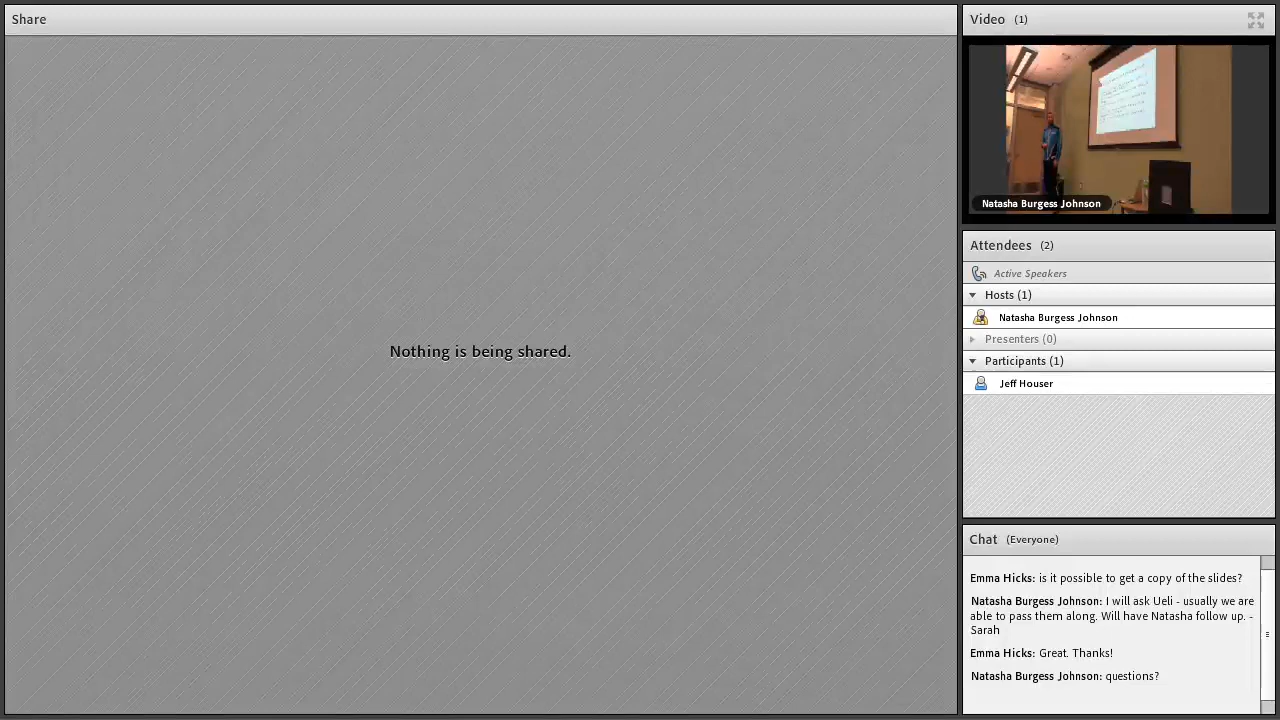 Share
Nothing is being shared.
Video (1)
Natasha Burgess Johnson
Attendees (2)
Active Speakers
Hosts (1)
Natasha Burgess Johnson
Presenters (0)
Participants (1)
Jeff Houser
Chat (Everyone)
Emma Hicks: is it possible to get a copy of the slides?
Natasha Burgess Johnson: I will ask Ueli - usually we are
able to pass them along. Will have Natasha follow up. -
Sarah
Emma Hicks: Great. Thanks!
Natasha Burgess Johnson: questions?